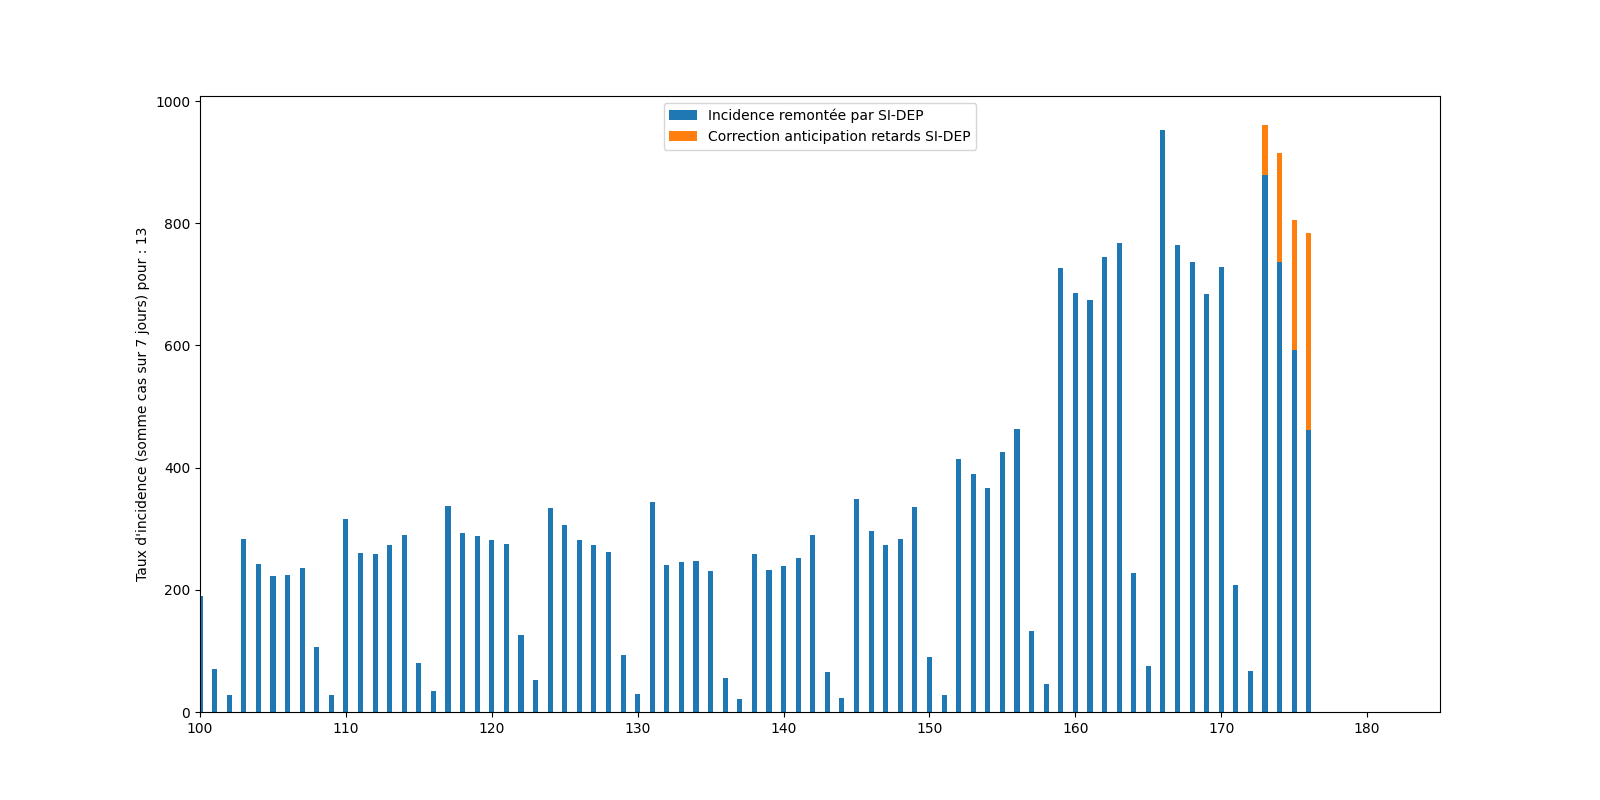 Incidence remontée par SI-DEP
Correction anticipation retards SI-DEP
Taux d'incidence (somme cas sur 7 jours) pour : 13
1000
800
600
400
200
0
100 110 120 130 140 150 160 170 180